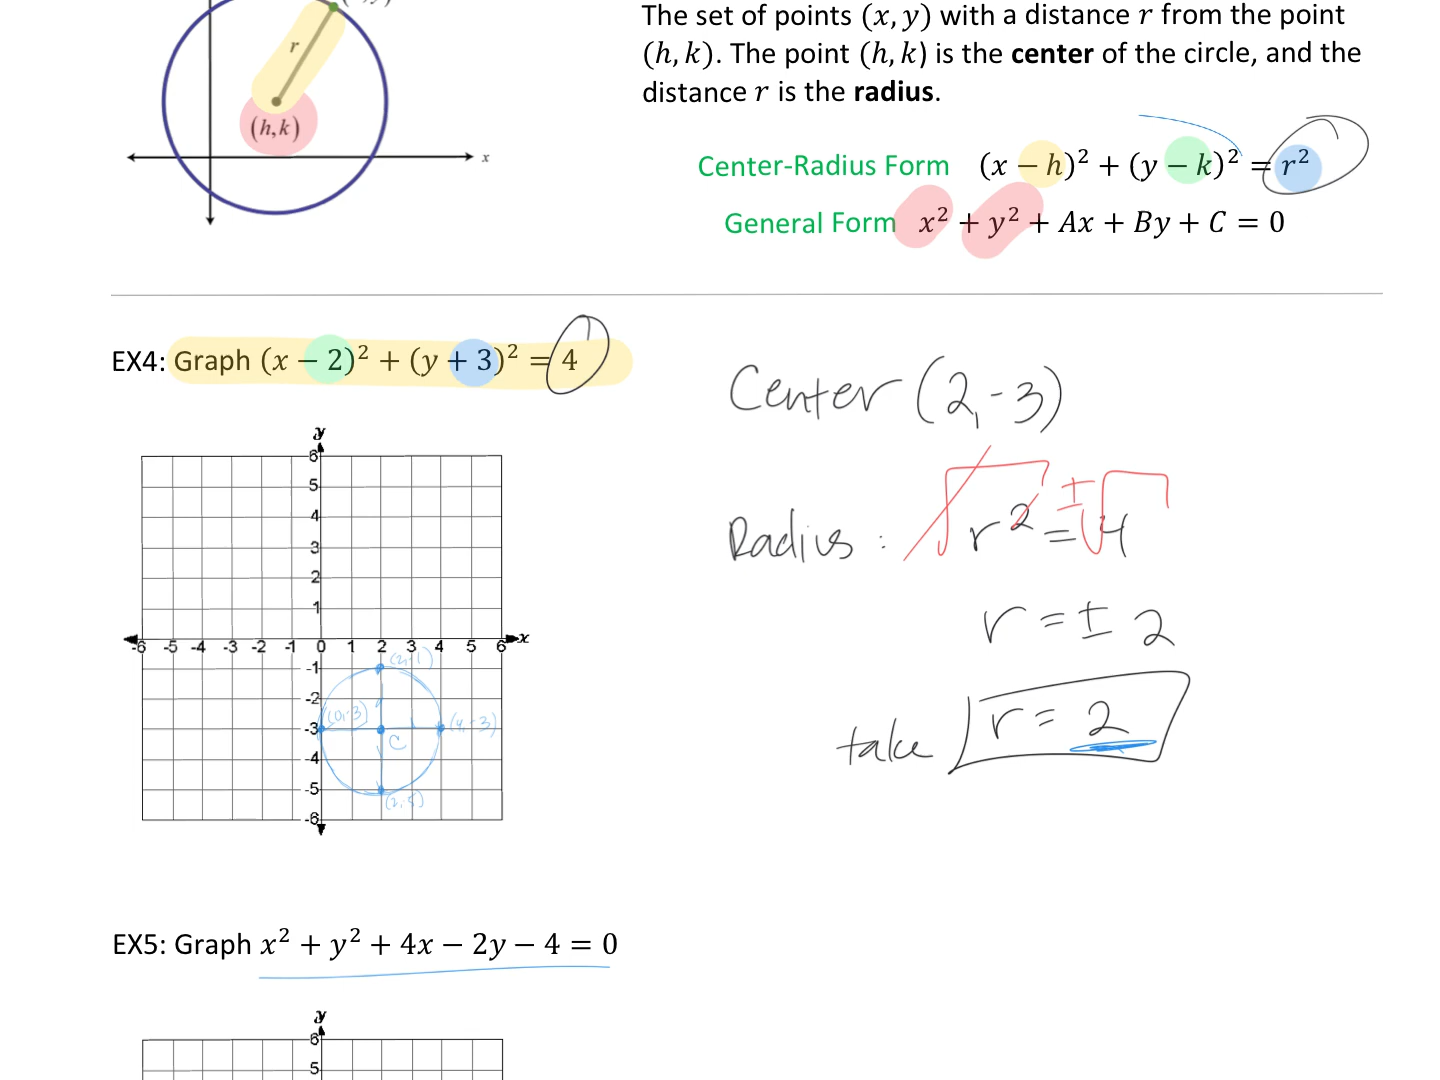 The set of points (x, y) with a distance r from the point
(h, k). The point (h, k) is the center of the circle, and the
distance r is the radius.
r
(h,k)
x
Center-Radius Form (x − h)² + (y − k)² = r²
General Form x² + y² + Ax + By + C = 0
EX4: Graph (x − 2)² + (y + 3)² = 4
Center (2, -3)
Radius: √r² = ±√4
r = ± 2
take r = 2
y
6
5
4
3
2
1
-6 -5 -4 -3 -2 -1 0 1 2 3 4 5 6 x
-1
-2
-3
-4
-5
-6
(2,-1)
(0,-3)
(4,-3)
C
(2,-5)
EX5: Graph x² + y² + 4x − 2y − 4 = 0
y
6
5